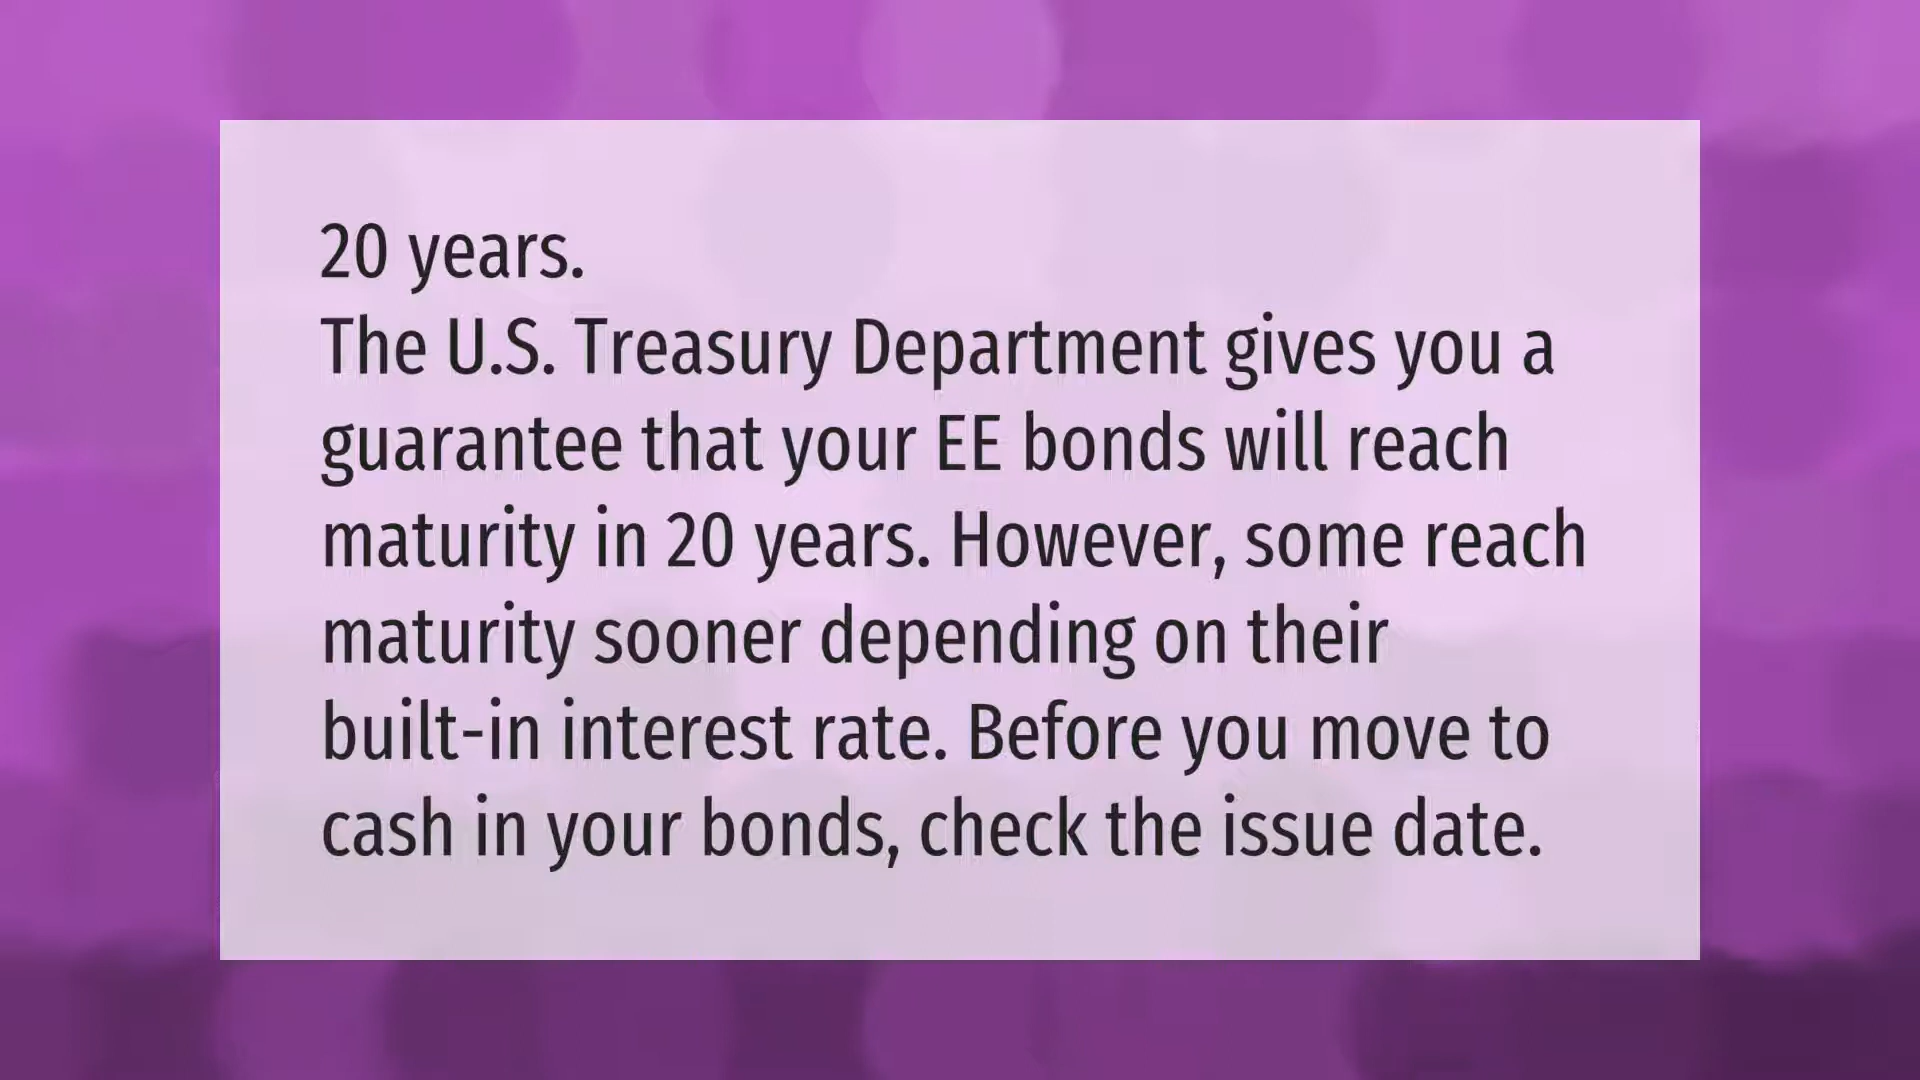 20 years.
The U.S. Treasury Department gives you a
guarantee that your EE bonds will reach
maturity in 20 years. However, some reach
maturity sooner depending on their
built-in interest rate. Before you move to
cash in your bonds, check the issue date.